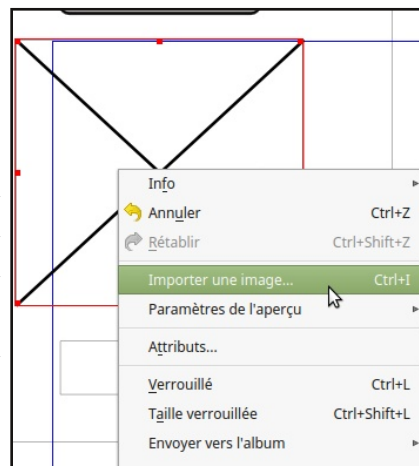 Info
Annuler Ctrl+Z
Rétablir Ctrl+Shift+Z
Importer une image... Ctrl+I
Paramètres de l'aperçu
Attributs...
Verrouillé Ctrl+L
Taille verrouillée Ctrl+Shift+L
Envoyer vers l'album